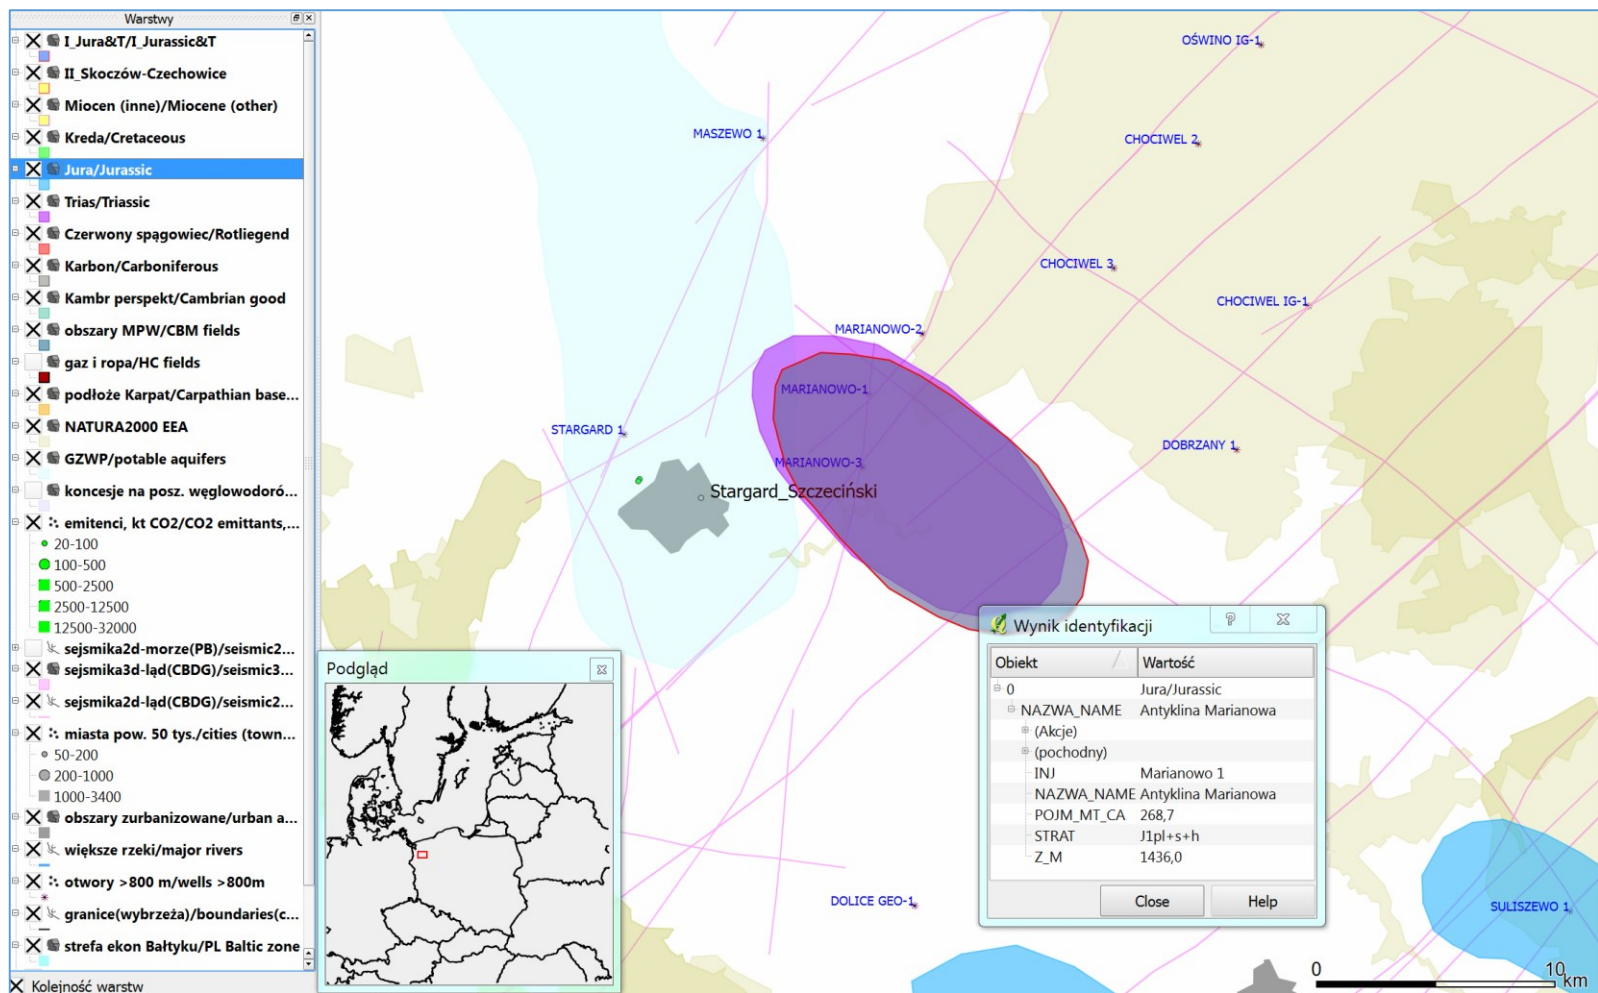 Warstwy
I_Jura&T/I_Jurassic&T
II_Skoczów-Czechowice
Miocen (inne)/Miocene (other)
Kreda/Cretaceous
Jura/Jurassic
Trias/Triassic
Czerwony spągowiec/Rotliegend
Karbon/Carboniferous
Kambr perspekt/Cambrian good
obszary MPW/CBM fields
gaz i ropa/HC fields
podłoże Karpat/Carpathian base...
NATURA2000 EEA
GZWP/potable aquifers
koncesje na posz. węglowodoró...
emitenci, kt CO2/CO2 emittants,...
20-100
100-500
500-2500
2500-12500
12500-32000
sejsmika2d-morze(PB)/seismic2...
sejsmika3d-ląd(CBDG)/seismic3...
sejsmika2d-ląd(CBDG)/seismic2...
miasta pow. 50 tys./cities (town...
50-200
200-1000
1000-3400
obszary zurbanizowane/urban a...
większe rzeki/major rivers
otwory >800 m/wells >800m
granice(wybrzeża)/boundaries(c...
strefa ekon Bałtyku/PL Baltic zone
Kolejność warstw
OŚWINO IG-1
MASZEWO 1
CHOCIWEL 2
CHOCIWEL 3
CHOCIWEL IG-1
MARIANOWO-2
MARIANOWO-1
STARGARD 1
DOBRZANY 1
MARIANOWO-3
Stargard_Szczeciński
DOLICE GEO-1
SULISZEWO 1
0 10
km
Podgląd
Wynik identyfikacji
?
Obiekt Wartość
0 Jura/Jurassic
NAZWA_NAME Antyklina Marianowa
(Akcje)
(pochodny)
INJ Marianowo 1
NAZWA_NAME Antyklina Marianowa
POJM_MT_CA 268,7
STRAT J1pl+s+h
Z_M 1436,0
Close Help